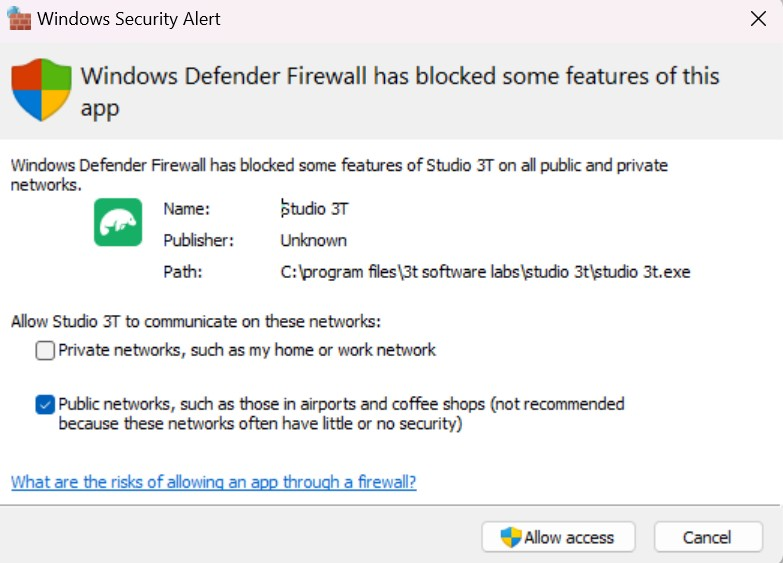 Windows Security Alert
Windows Defender Firewall has blocked some features of this
app
Windows Defender Firewall has blocked some features of Studio 3T on all public and private
networks.
Name: Studio 3T
Publisher: Unknown
Path: C:\program files\3t software labs\studio 3t\studio 3t.exe
Allow Studio 3T to communicate on these networks:
Private networks, such as my home or work network
Public networks, such as those in airports and coffee shops (not recommended
because these networks often have little or no security)
What are the risks of allowing an app through a firewall?
Allow access Cancel